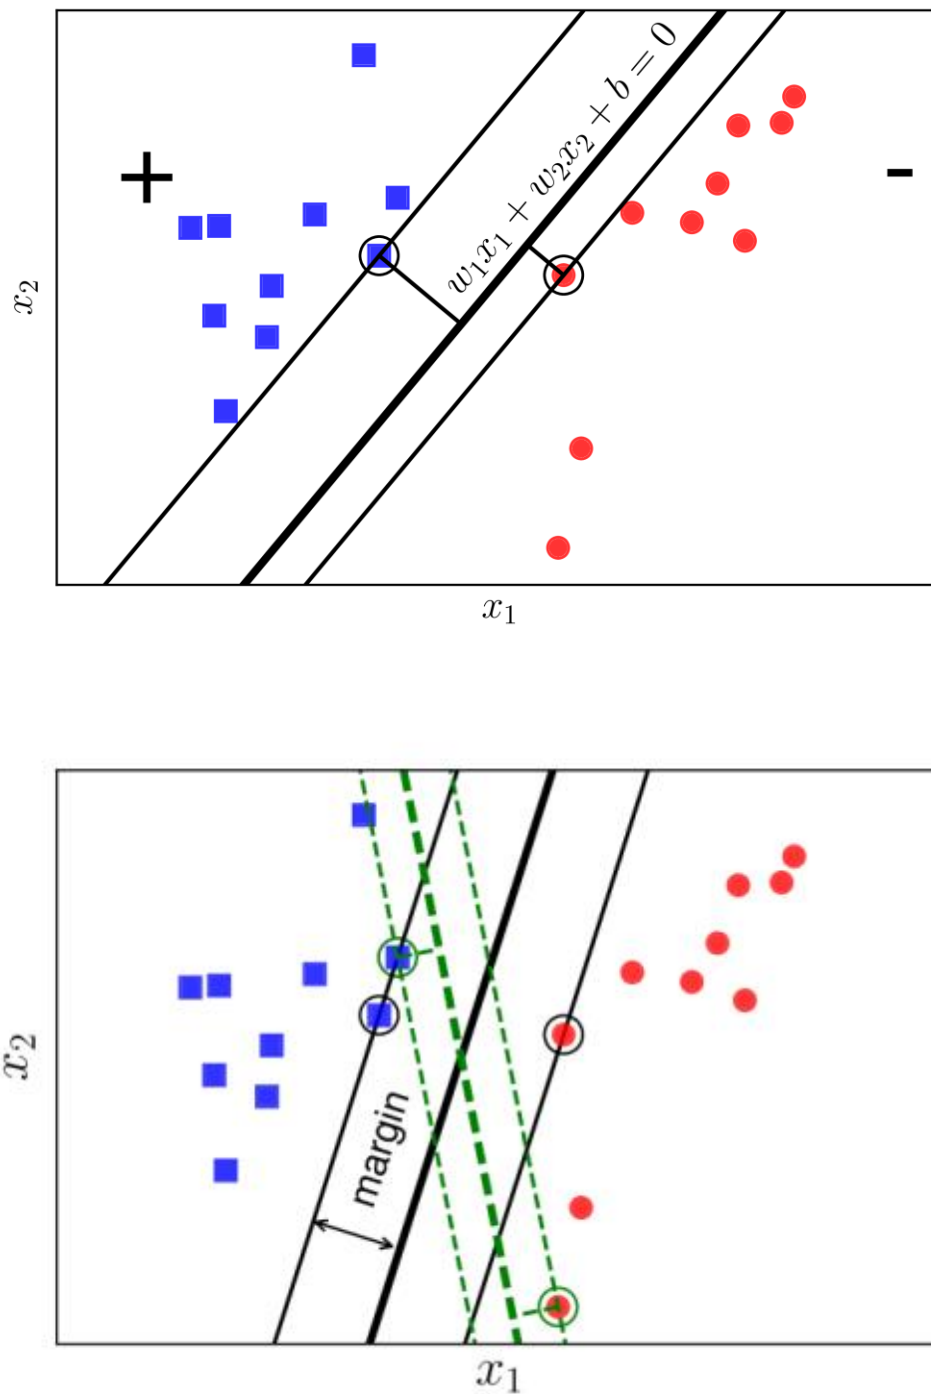 +
-
w₁x₁ + w₂x₂ + b = 0
x₂
x₁
margin
x₂
x₁